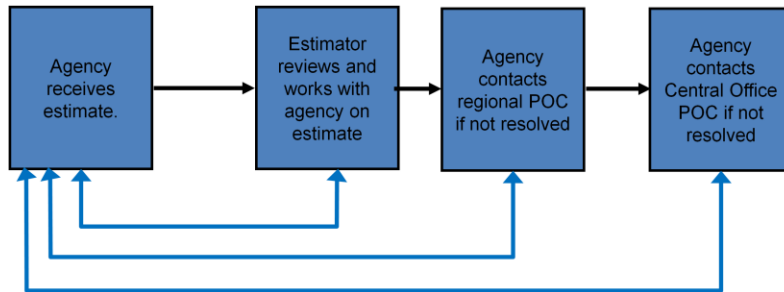 Agency
receives
estimate.
Estimator
reviews and
works with
agency on
estimate
Agency
contacts
regional POC
if not resolved
Agency
contacts
Central Office
POC if not
resolved